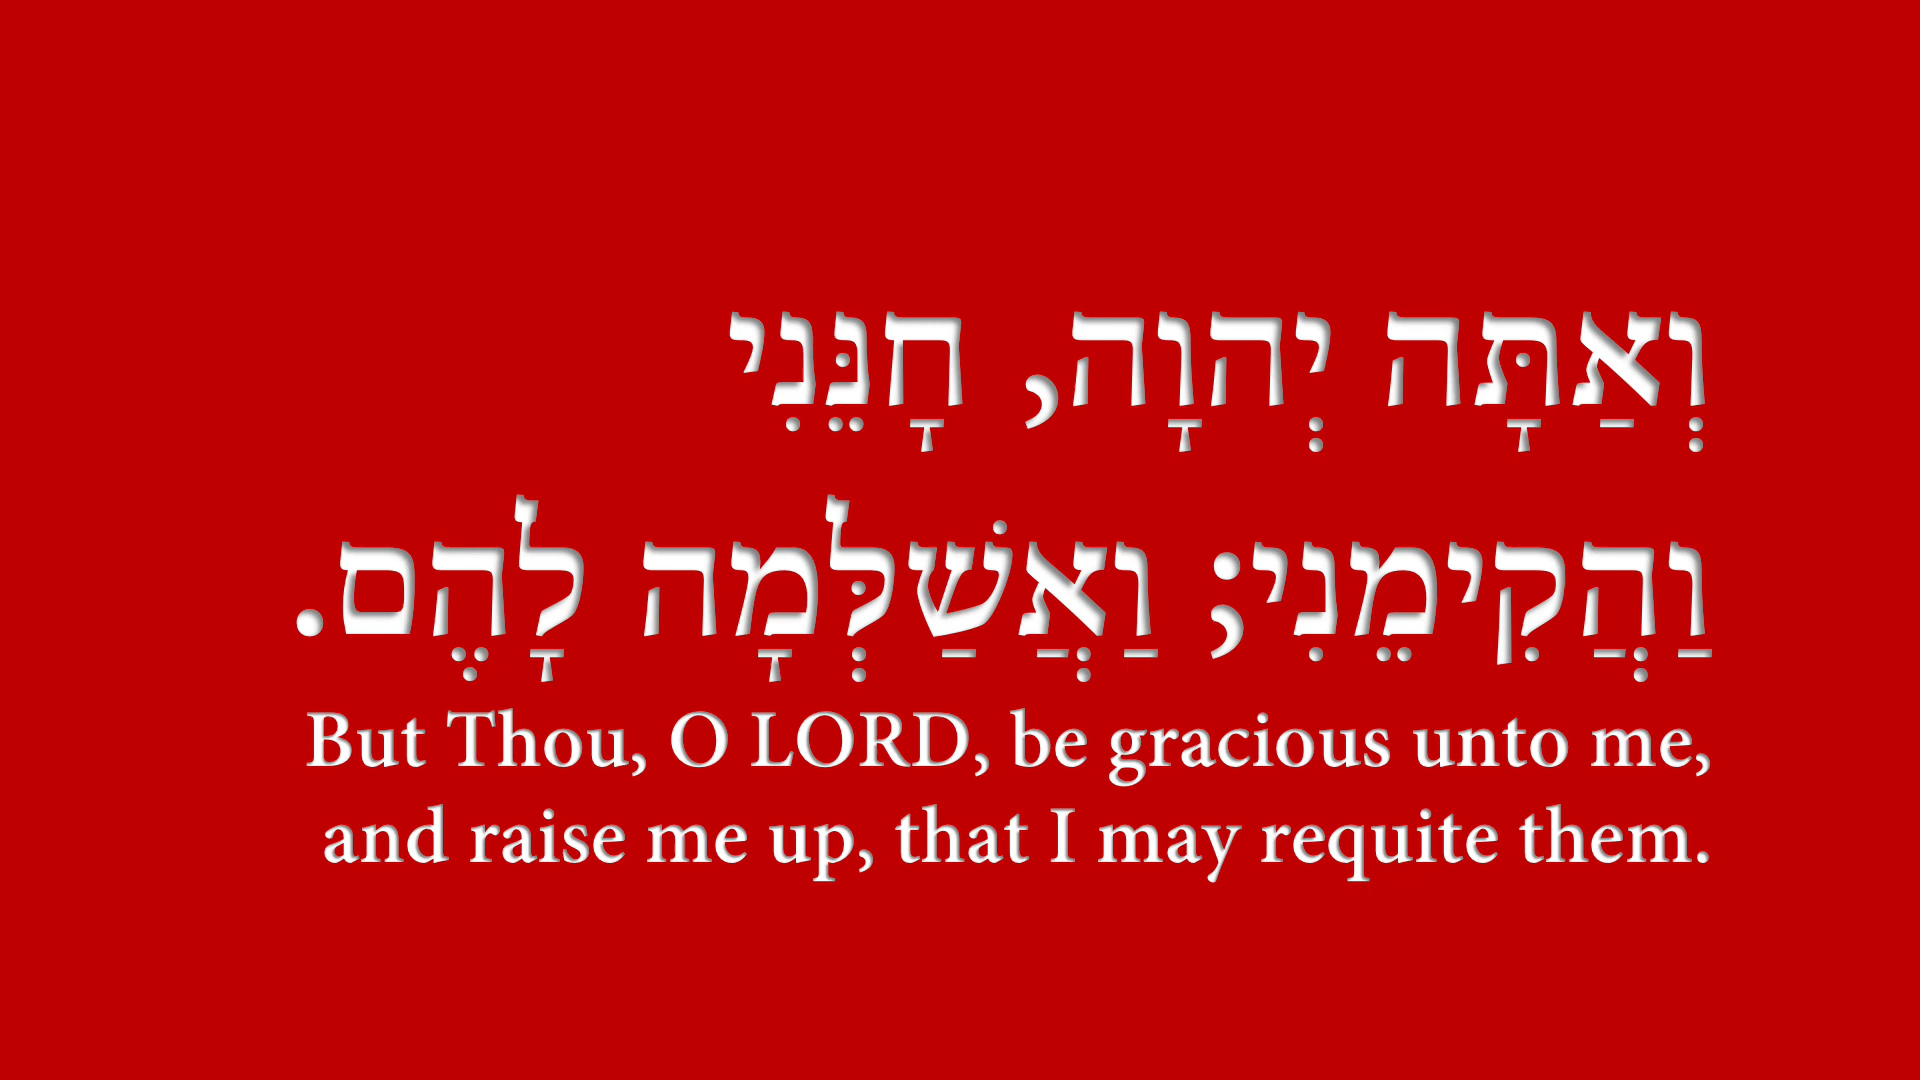 וְאַתָּה יְהוָה, חָנֵּנִי
וַהֲקִימֵנִי; וַאֲשַׁלְּמָה לָהֶם.
But Thou, O LORD, be gracious unto me,
and raise me up, that I may requite them.